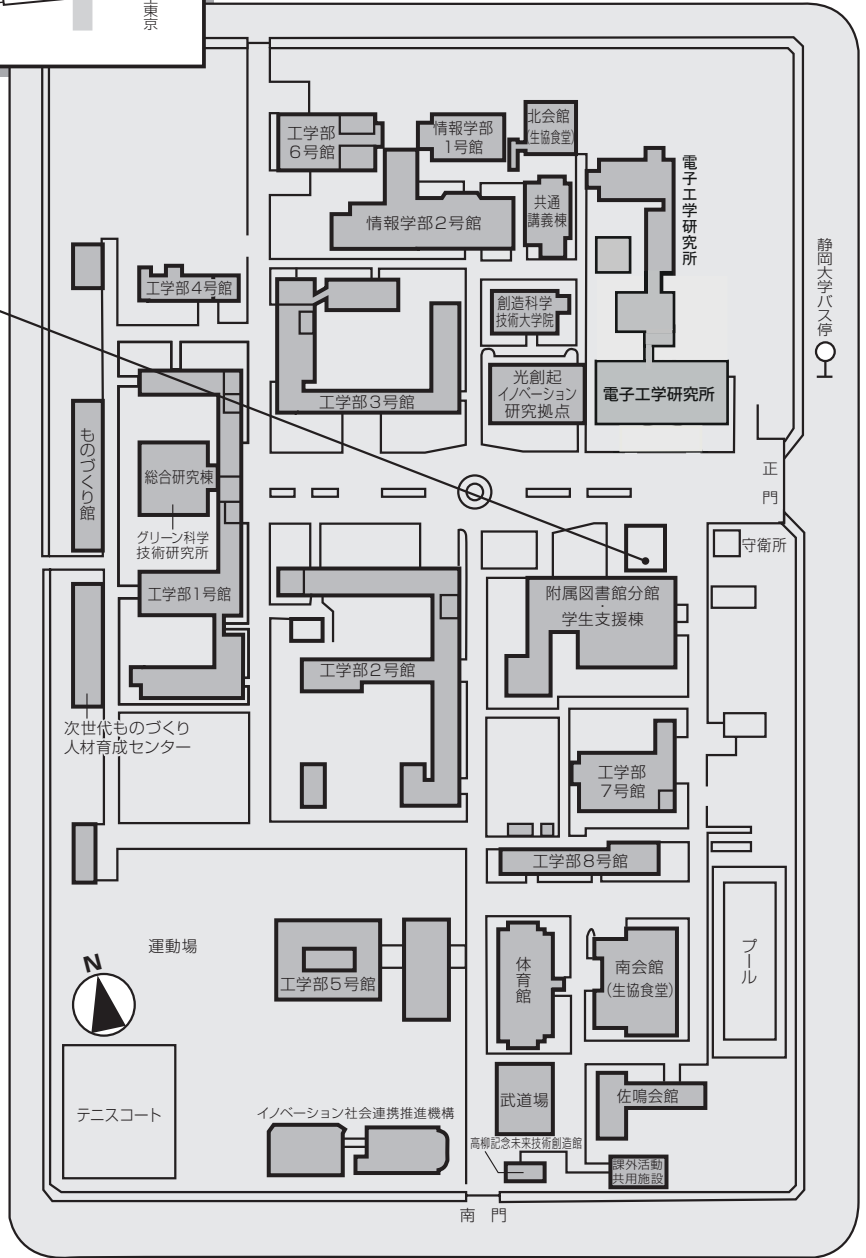 東京
工学部
6号館
情報学部
1号館
北会館
(生協食堂)
情報学部2号館
共通
講義棟
電子工学研究所
静岡大学バス停
工学部4号館
創造科学
技術大学院
工学部3号館
光創起
イノベーション
研究拠点
電子工学研究所
正門
ものづくり館
総合研究棟
グリーン科学
技術研究所
守衛所
工学部1号館
附属図書館分館
・
学生支援棟
工学部2号館
次世代ものづくり
人材育成センター
工学部
7号館
工学部8号館
運動場
N
工学部5号館
体育館
南会館
(生協食堂)
プール
テニスコート
イノベーション社会連携推進機構
武道場
佐鳴会館
高柳記念未来技術創造館
課外活動
共用施設
南門